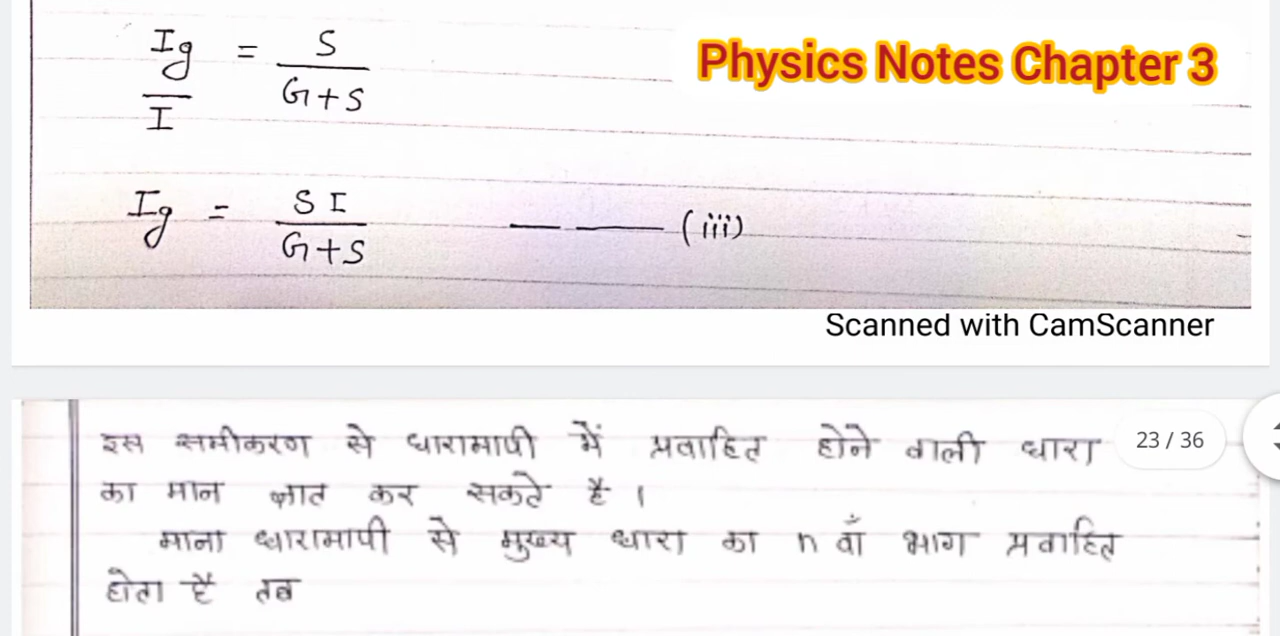 Ig/I = S/(G+S)
Physics Notes Chapter 3
Ig = SI/(G+S) — — (iii)
Scanned with CamScanner
इस समीकरण से धारामापी में प्रवाहित होने वाली धारा
23 / 36
का मान ज्ञात कर सकते है ।
माना धारामापी से मुख्य धारा का n वाँ भाग प्रवाहित
होता है तब